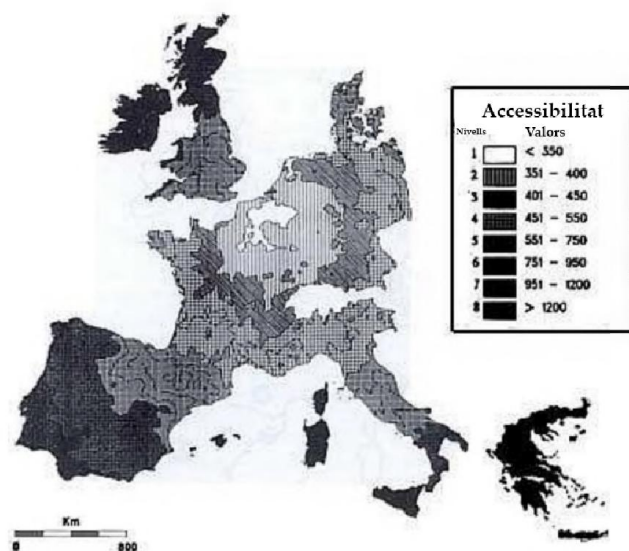 Accessibilitat
Nivells Valors
1 < 350
2 351 - 400
3 401 - 450
4 451 - 550
5 551 - 750
6 751 - 950
7 951 - 1200
8 > 1200
Km
0 800